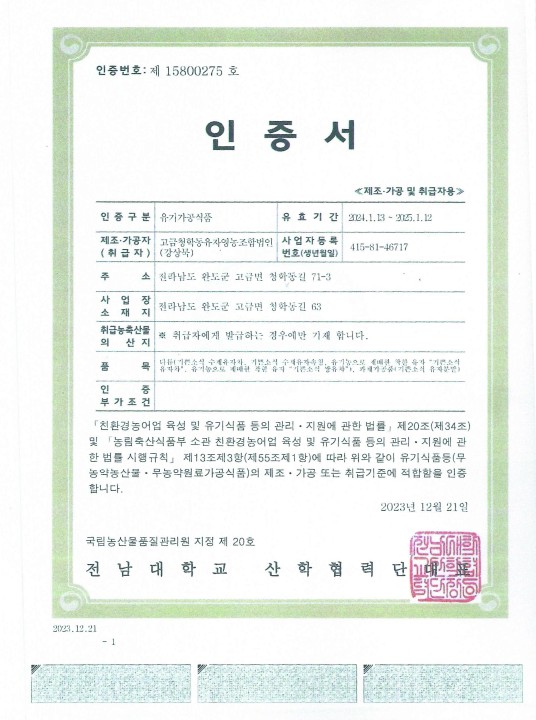 인증번호: 제 15800275 호
인 증 서
≪제조·가공 및 취급자용≫
인 증 구 분 유기가공식품 유 효 기 간 2024.1.13 ~ 2025.1.12
제조·가공자 고금청학동유자영농조합법인 사업자등록
(취급자) 번호(생년월일) 415-81-46717
주 소 전라남도 완도군 고금면 청학동길 71-3
사 업 장
소 재 지 전라남도 완도군 고금면 청학동길 63
취급농축산물
의 산 지 ※ 취급자에게 발급하는 경우에만 기재 합니다.
품 목
인 증
부 가 조 건
「친환경농어업 육성 및 유기식품 등의 관리·지원에 관한 법률」제20조(제34조)
및 「농림축산식품부 소관 친환경농어업 육성 및 유기식품 등의 관리·지원에 관
한 법률 시행규칙」 제13조제3항(제55조제1항)에 따라 위와 같이 유기식품등(무
농약농산물·무농약원료가공식품)의 제조·가공 또는 취급기준에 적합함을 인증
합니다.
2023년 12월 21일
국립농산물품질관리원 지정 제 20호
전 남 대 학 교 산 학 협 력 단 대 표
2023.12.21
- 1